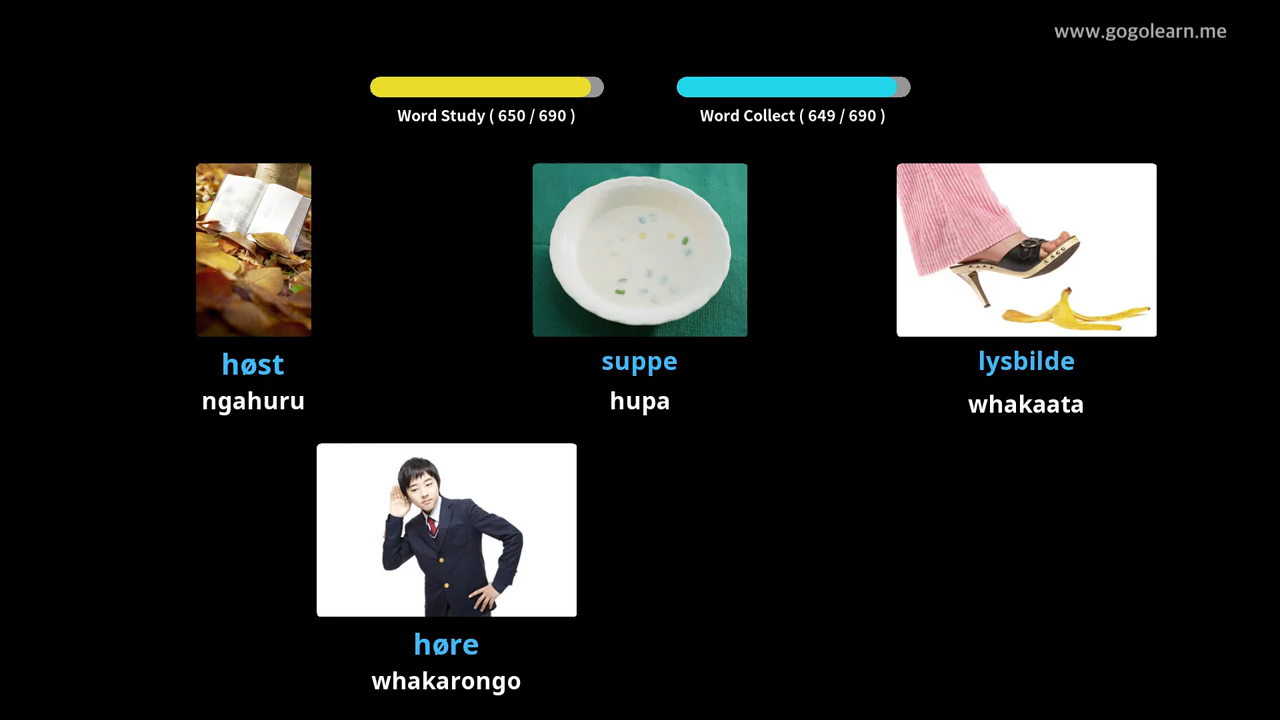 www.gogolearn.me
Word Study ( 650 / 690 )
Word Collect ( 649 / 690 )
høst
ngahuru
suppe
hupa
lysbilde
whakaata
høre
whakarongo